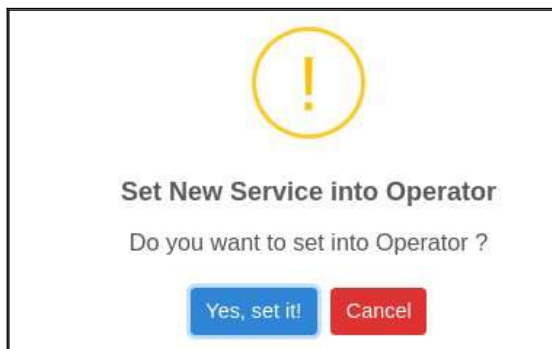 !
Set New Service into Operator
Do you want to set into Operator ?
Yes, set it! Cancel